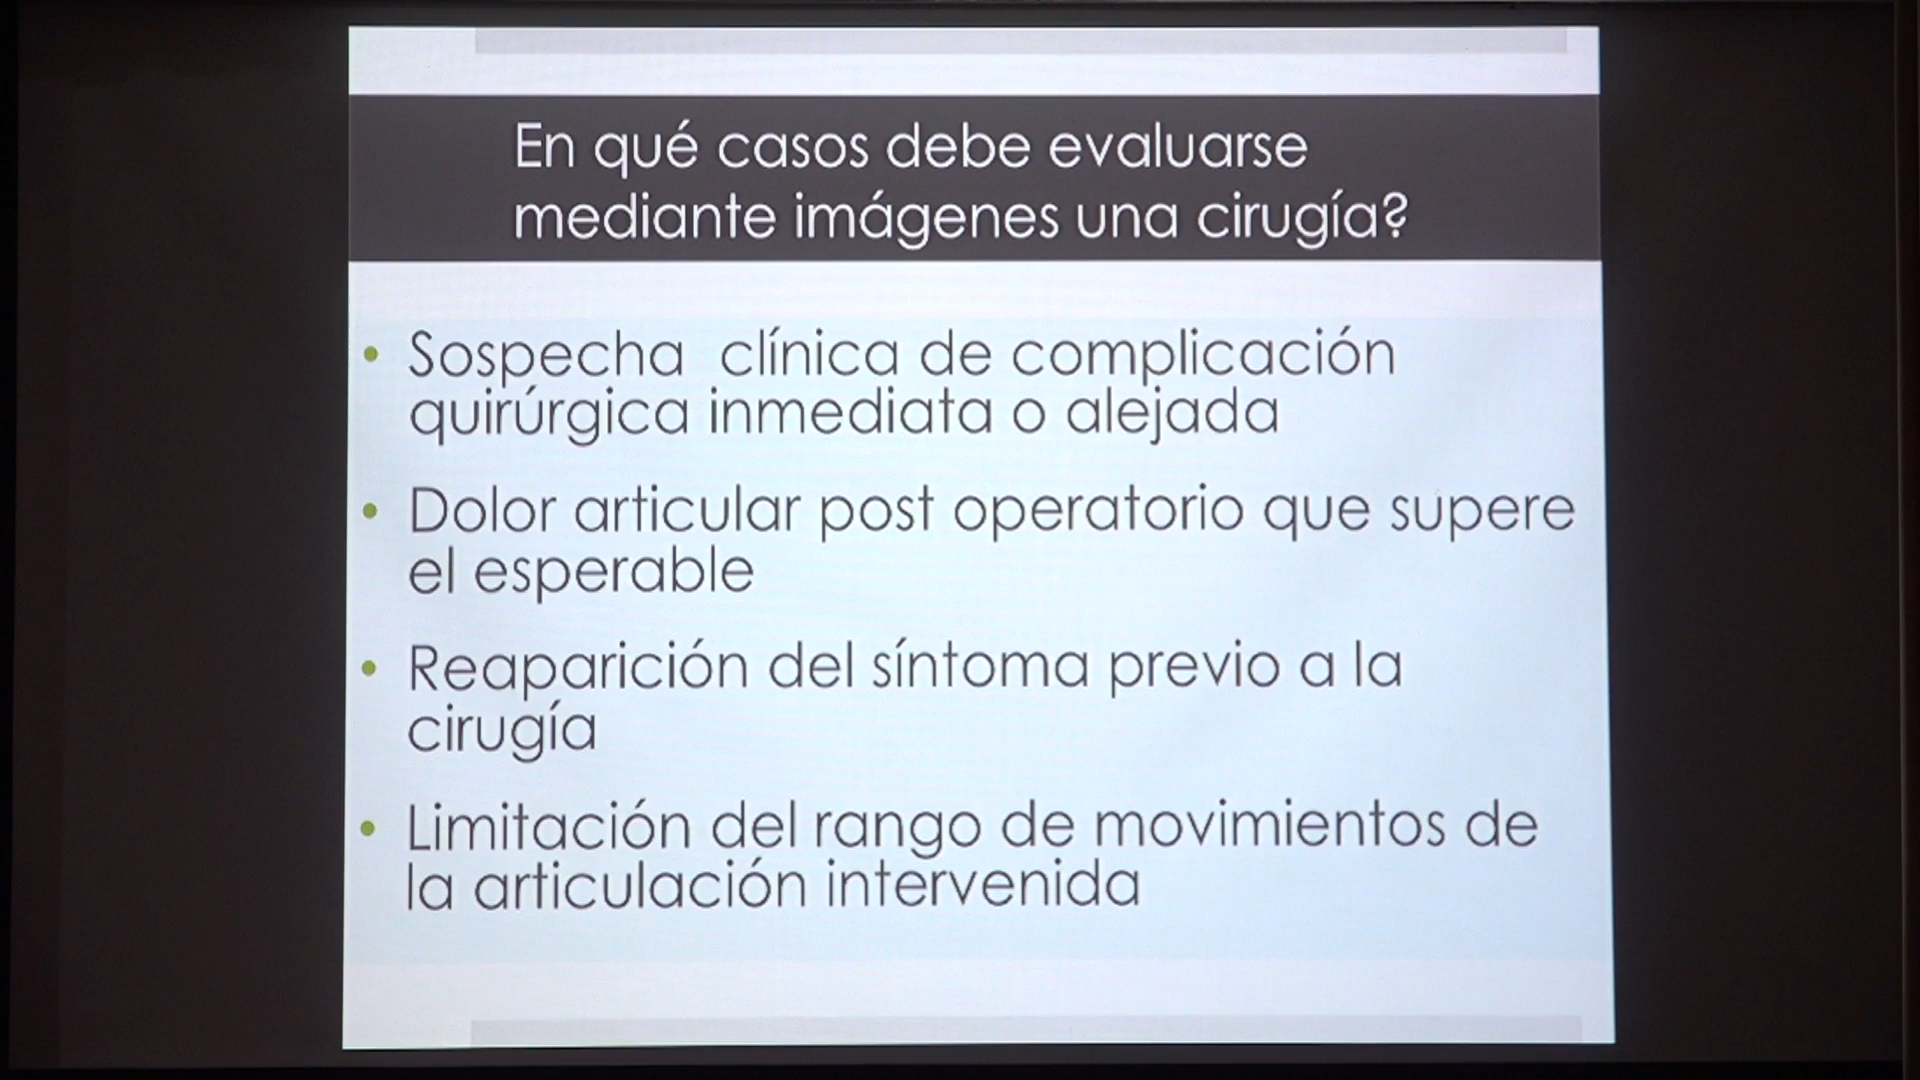 En qué casos debe evaluarse
mediante imágenes una cirugía?
• Sospecha clínica de complicación
quirúrgica inmediata o alejada
• Dolor articular post operatorio que supere
el esperable
• Reaparición del síntoma previo a la
cirugía
• Limitación del rango de movimientos de
la articulación intervenida